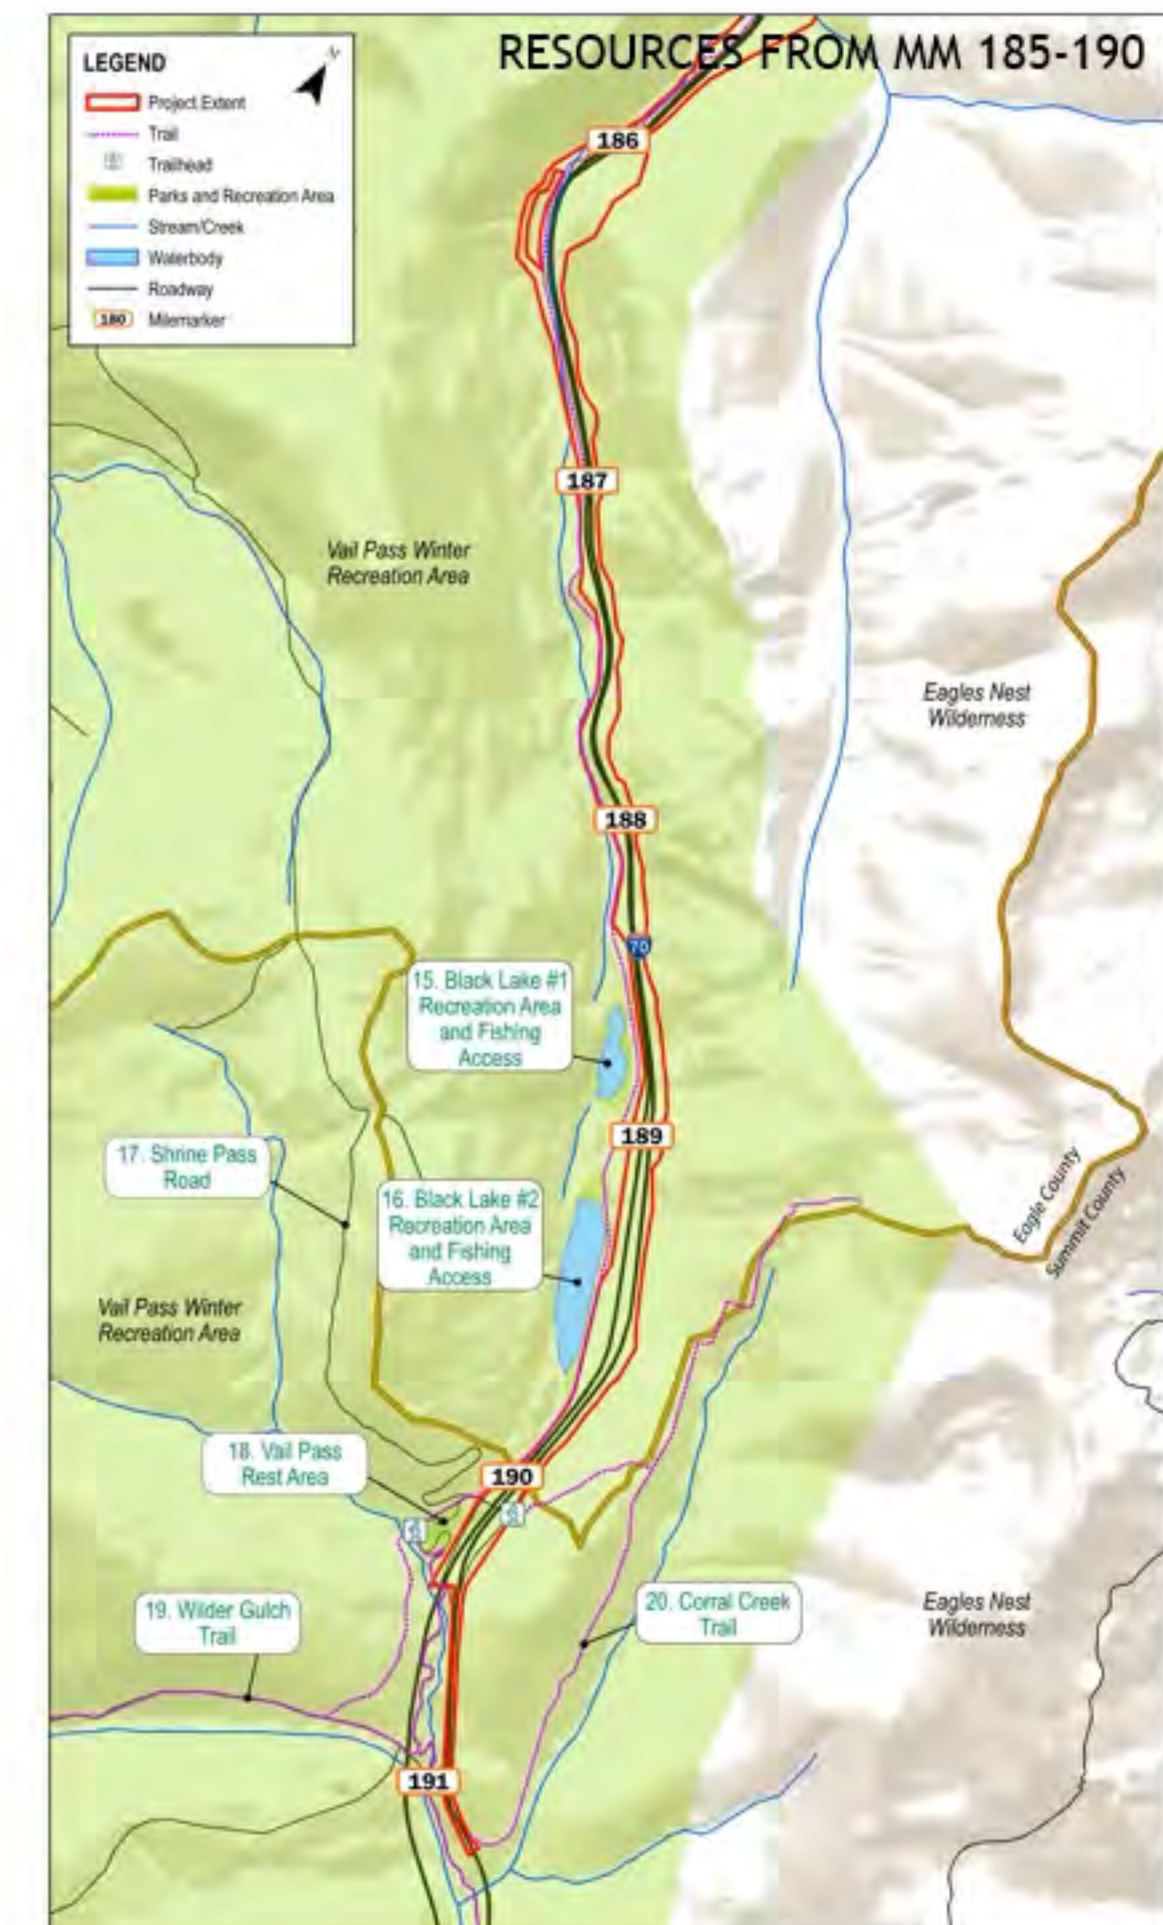 RESOURCES FROM MM 185-190
LEGEND
N
Project Extent
Trail
Trailhead
Parks and Recreation Area
Stream/Creek
Waterbody
Roadway
180 Milemarker
186
187
Vail Pass Winter
Recreation Area
Eagles Nest
Wilderness
188
70
15. Black Lake #1
Recreation Area
and Fishing
Access
189
17. Shrine Pass
Road
16. Black Lake #2
Recreation Area
and Fishing
Access
Eagle County
Summit County
Vail Pass Winter
Recreation Area
18. Vail Pass
Rest Area
190
19. Wilder Gulch
Trail
20. Corral Creek
Trail
Eagles Nest
Wilderness
191